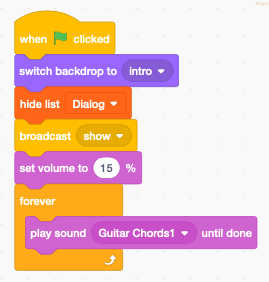 when clicked
switch backdrop to intro
hide list Dialog
broadcast show
set volume to 15 %
forever
play sound Guitar Chords1 until done